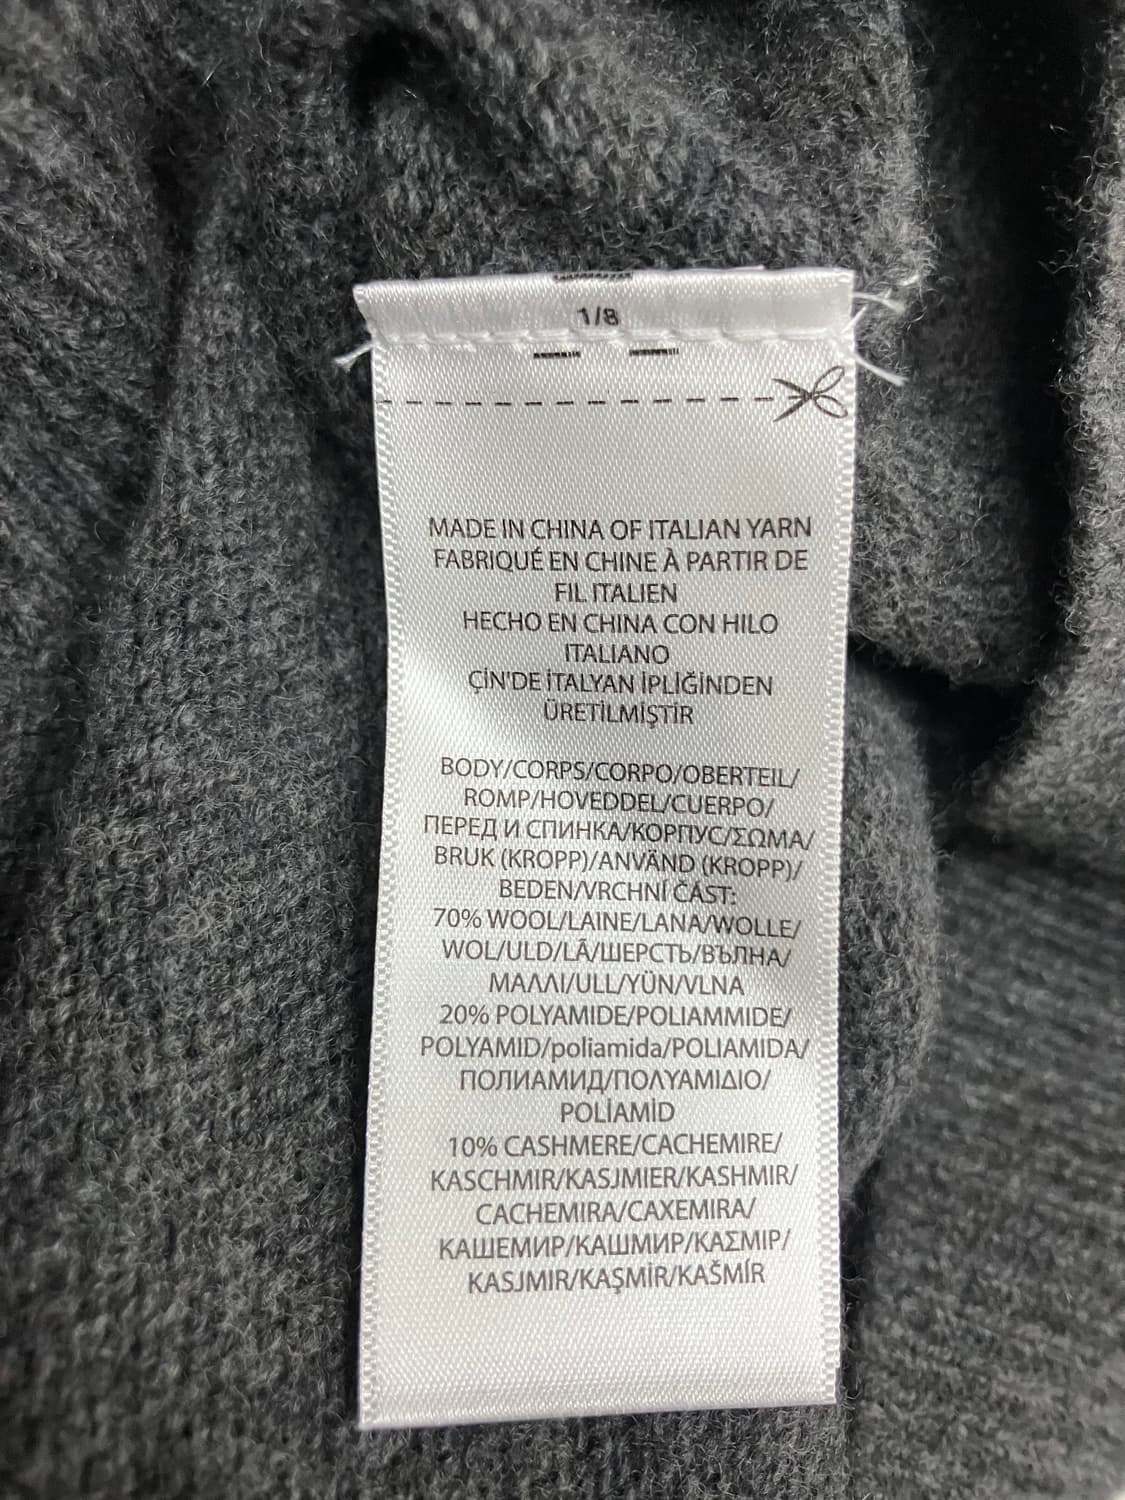 1/8
MADE IN CHINA OF ITALIAN YARN
FABRIQUÉ EN CHINE À PARTIR DE
FIL ITALIEN
HECHO EN CHINA CON HILO
ITALIANO
ÇİN'DE İTALYAN İPLİĞİNDEN
ÜRETİLMİŞTİR
BODY/CORPS/CORPO/OBERTEIL/
ROMP/HOVEDDEL/CUERPO/
ПЕРЕД И СПИНКА/КОРПУС/ΣΩΜΑ/
BRUK (KROPP)/ANVÄND (KROPP)/
BEDEN/VRCHNÍ ČÁST:
70% WOOL/LAINE/LANA/WOLLE/
WOL/ULD/LÃ/ШЕРСТЬ/ВЪЛНА/
ΜΑΛΛΙ/ULL/YÜN/VLNA
20% POLYAMIDE/POLIAMMIDE/
POLYAMID/poliamida/POLIAMIDA/
ПОЛИАМИД/ΠΟΛΥΑΜΙΔΙΟ/
POLİAMİD
10% CASHMERE/CACHEMIRE/
KASCHMIR/KASJMIER/KASHMIR/
CACHEMIRA/CAXEMIRA/
КАШЕМИР/КАШМИР/ΚΑΣΜΙΡ/
KASJMIR/KAŞMİR/KAŠMÍR